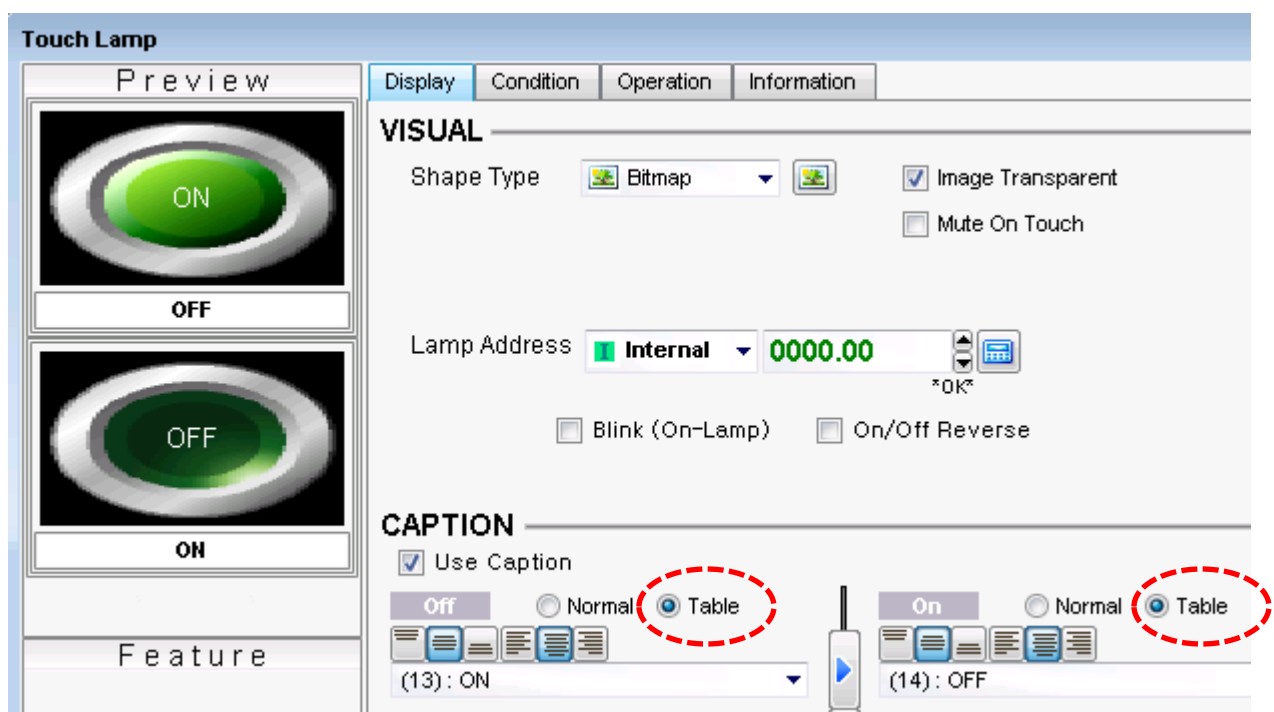 Touch Lamp
Preview
ON
OFF
OFF
ON
Feature
Display Condition Operation Information
VISUAL
Shape Type Bitmap Image Transparent
Mute On Touch
Lamp Address I Internal 0000.00
*OK*
Blink (On-Lamp) On/Off Reverse
CAPTION
Use Caption
Off Normal Table On Normal Table
(13) : ON (14) : OFF